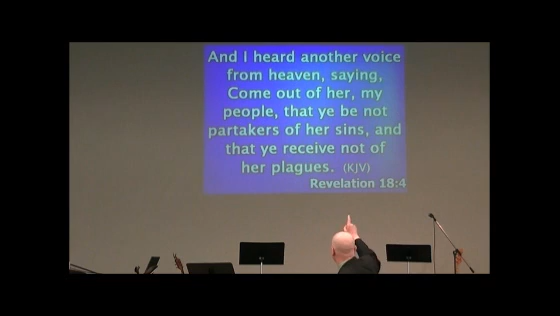 And I heard another voice
from heaven, saying,
Come out of her, my
people, that ye be not
partakers of her sins, and
that ye receive not of
her plagues. (KJV)
Revelation 18:4